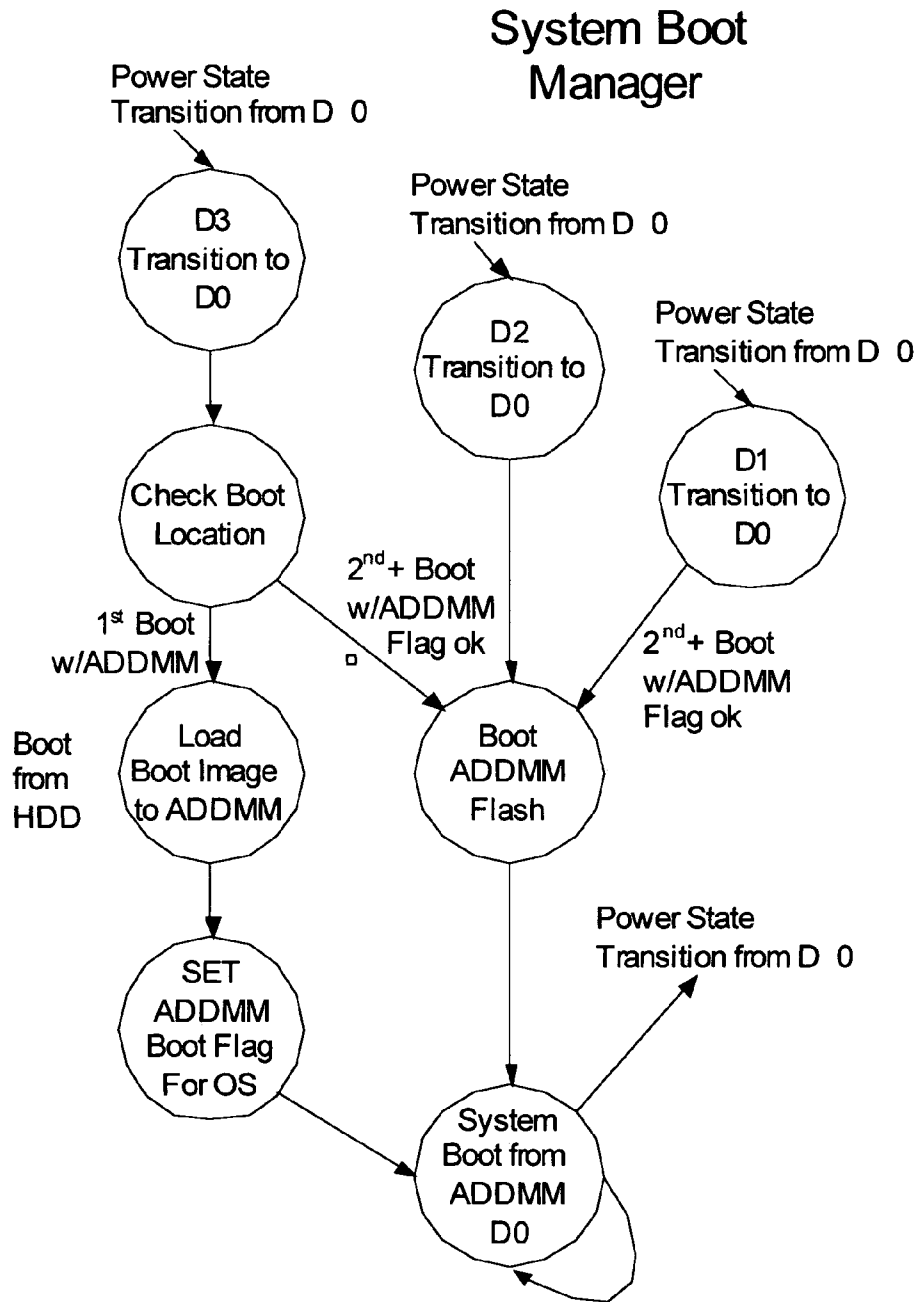 System Boot
Manager
Power State
Transition from D 0
D3
Transition to
D0
Power State
Transition from D 0
D2
Transition to
D0
Power State
Transition from D 0
D1
Transition to
D0
Check Boot
Location
1st Boot
w/ADDMM
2nd+ Boot
w/ADDMM
Flag ok
2nd+ Boot
w/ADDMM
Flag ok
Boot
from
HDD
Load
Boot Image
to ADDMM
Boot
ADDMM
Flash
SET
ADDMM
Boot Flag
For OS
Power State
Transition from D 0
System
Boot from
ADDMM
D0